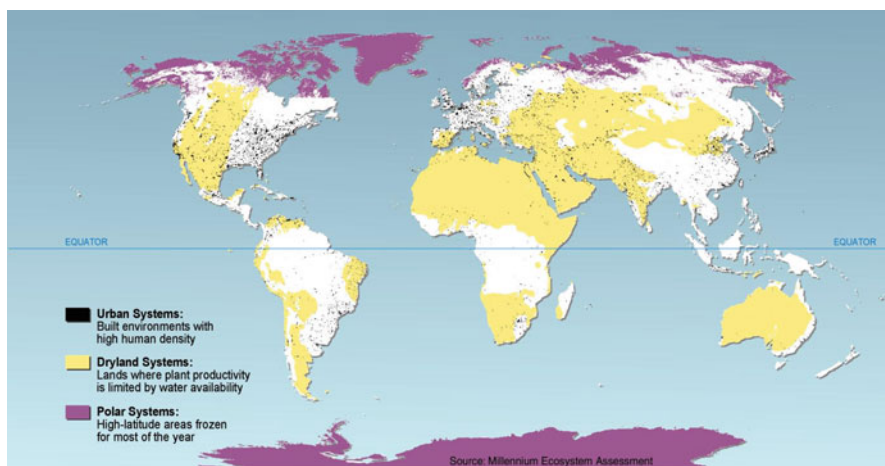 EQUATOR
EQUATOR
Urban Systems:
Built environments with
high human density
Dryland Systems:
Lands where plant productivity
is limited by water availability
Polar Systems:
High-latitude areas frozen
for most of the year
Source: Millennium Ecosystem Assessment